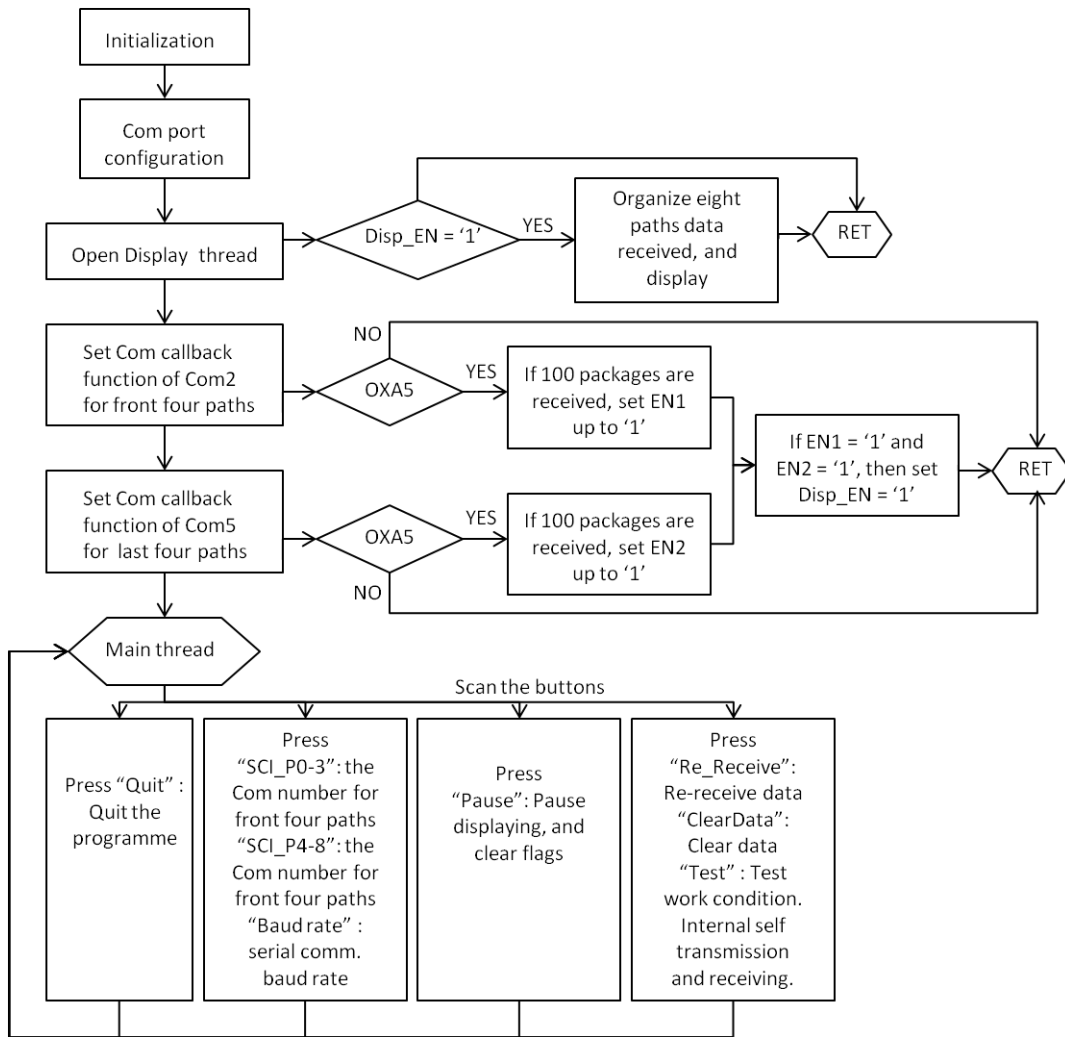 Initialization
Com port
configuration
Open Display thread
Disp_EN = ‘1’
YES
Organize eight
paths data
received, and
display
RET
Set Com callback
function of Com2
for front four paths
NO
OXA5
YES
If 100 packages are
received, set EN1
up to ‘1’
If EN1 = ‘1’ and
EN2 = ‘1’, then set
Disp_EN = ‘1’
RET
Set Com callback
function of Com5
for last four paths
OXA5
YES
NO
If 100 packages are
received, set EN2
up to ‘1’
Main thread
Scan the buttons
Press “Quit” :
Quit the
programme
Press
“SCI_P0-3”: the
Com number for
front four paths
“SCI_P4-8”: the
Com number for
front four paths
“Baud rate” :
serial comm.
baud rate
Press
“Pause”: Pause
displaying, and
clear flags
Press
“Re_Receive”:
Re-receive data
“ClearData”:
Clear data
“Test” : Test
work condition.
Internal self
transmission
and receiving.